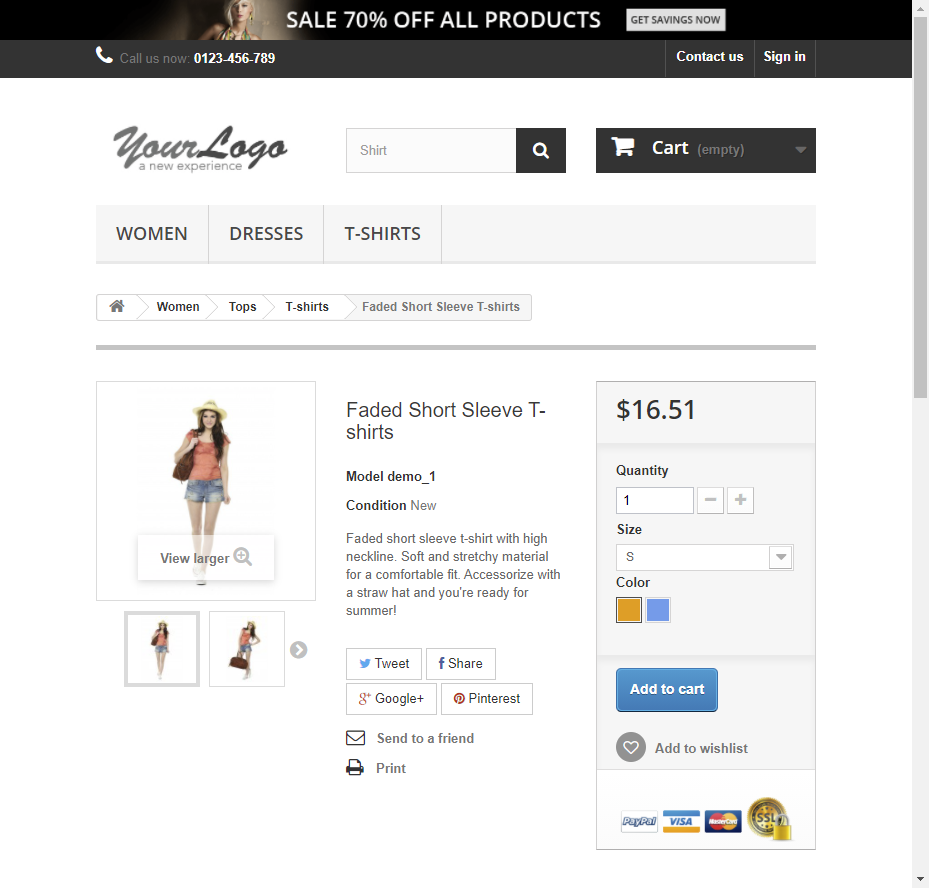 SALE 70% OFF ALL PRODUCTS GET SAVINGS NOW
Call us now: 0123-456-789
Contact us
Sign in
YourLogo
a new experience
Shirt
Cart (empty)
WOMEN
DRESSES
T-SHIRTS
Women
Tops
T-shirts
Faded Short Sleeve T-shirts
View larger
Faded Short Sleeve T-
shirts
Model demo_1
Condition New
Faded short sleeve t-shirt with high
neckline. Soft and stretchy material
for a comfortable fit. Accessorize with
a straw hat and you're ready for
summer!
Tweet
f Share
g+ Google+
Pinterest
Send to a friend
Print
$16.51
Quantity
1
Size
S
Color
Add to cart
Add to wishlist
PayPal
VISA
MasterCard
SSL